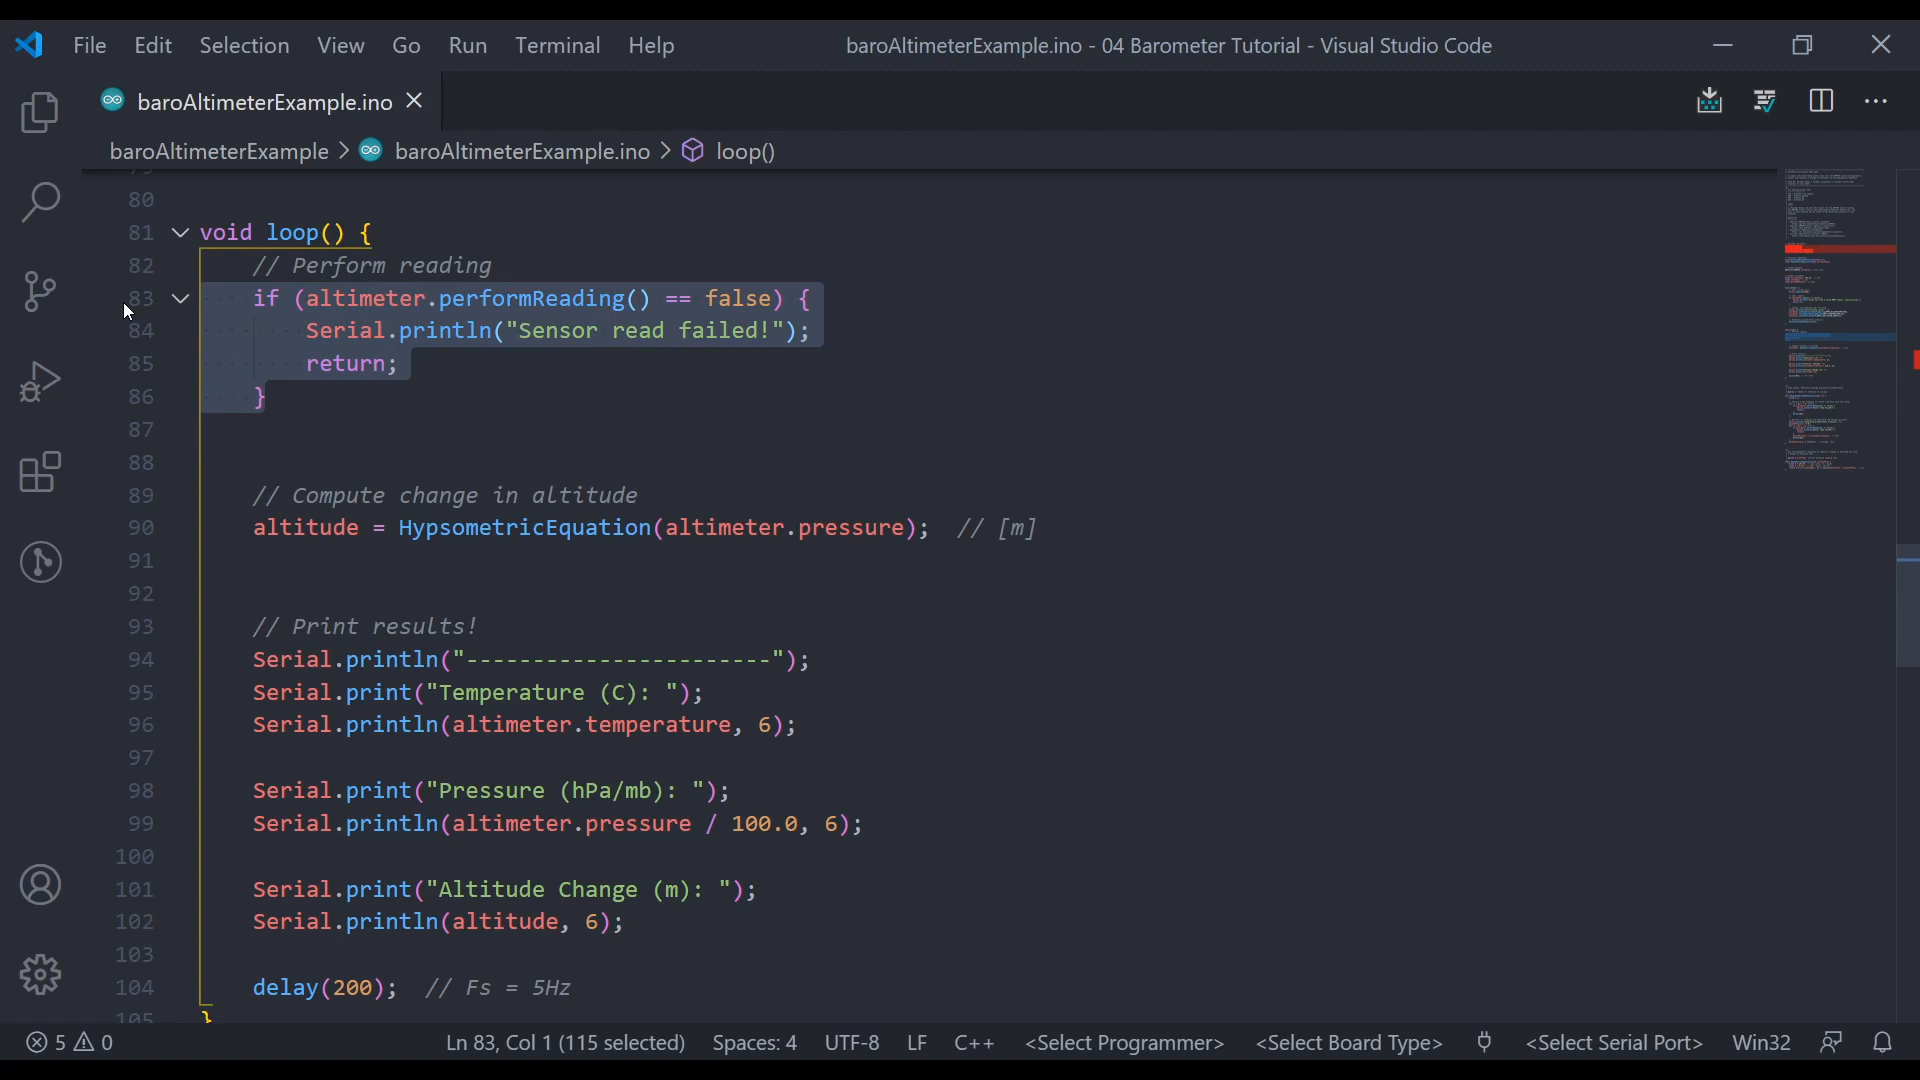 File Edit Selection View Go Run Terminal Help baroAltimeterExample.ino - 04 Barometer Tutorial - Visual Studio Code
baroAltimeterExample.ino
baroAltimeterExample > baroAltimeterExample.ino > loop()
80
81 void loop() {
82 // Perform reading
83 if (altimeter.performReading() == false) {
84 Serial.println("Sensor read failed!");
85 return;
86 }
87
88
89 // Compute change in altitude
90 altitude = HypsometricEquation(altimeter.pressure); // [m]
91
92
93 // Print results!
94 Serial.println("-----------------------");
95 Serial.print("Temperature (C): ");
96 Serial.println(altimeter.temperature, 6);
97
98 Serial.print("Pressure (hPa/mb): ");
99 Serial.println(altimeter.pressure / 100.0, 6);
100
101 Serial.print("Altitude Change (m): ");
102 Serial.println(altitude, 6);
103
104 delay(200); // Fs = 5Hz
105 }
5 0 Ln 83, Col 1 (115 selected) Spaces: 4 UTF-8 LF C++ <Select Programmer> <Select Board Type> <Select Serial Port> Win32